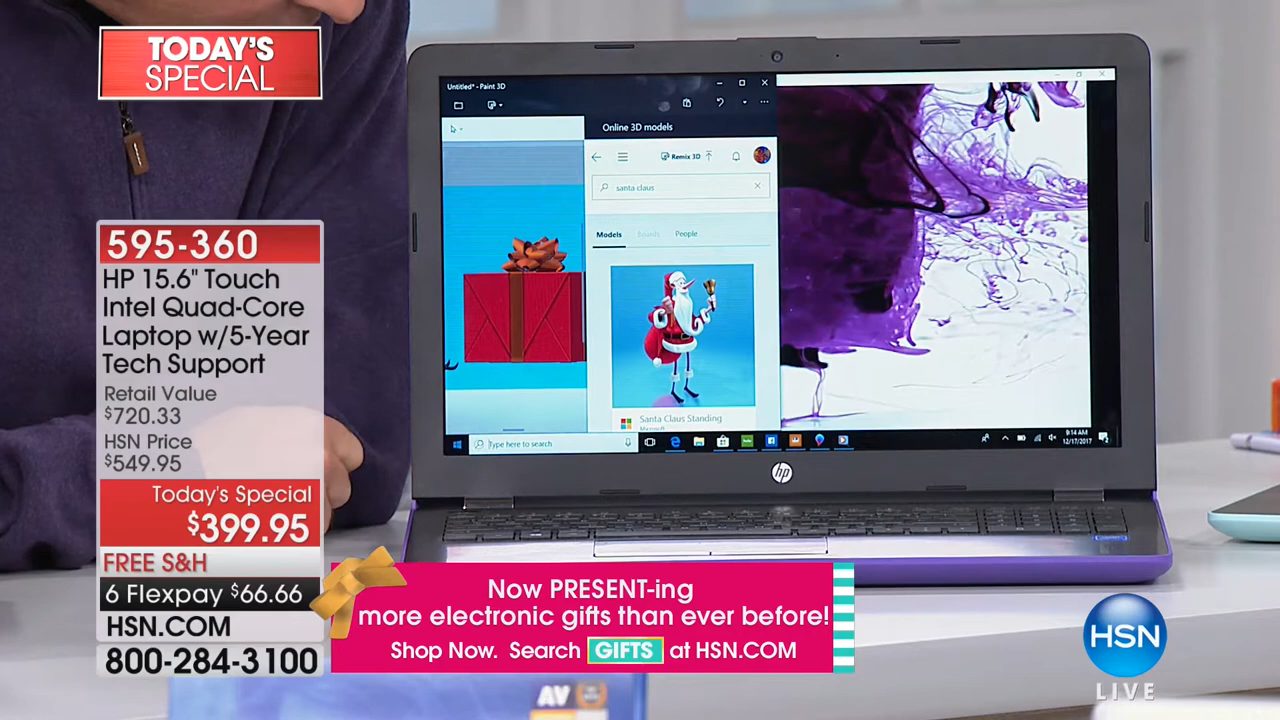 TODAY'S
SPECIAL
595-360
HP 15.6" Touch
Intel Quad-Core
Laptop w/5-Year
Tech Support
Retail Value
$720.33
HSN Price
$549.95
Today's Special
$399.95
FREE S&H
6 Flexpay $66.66
HSN.COM
800-284-3100
Untitled* - Paint 3D
Online 3D models
Remix 3D
santa claus
Models Boards People
Santa Claus Standing
Microsoft
Type here to search
9:14 AM
12/17/2017
hp
Now PRESENT-ing
more electronic gifts than ever before!
Shop Now. Search GIFTS at HSN.COM
HSN
LIVE
AV